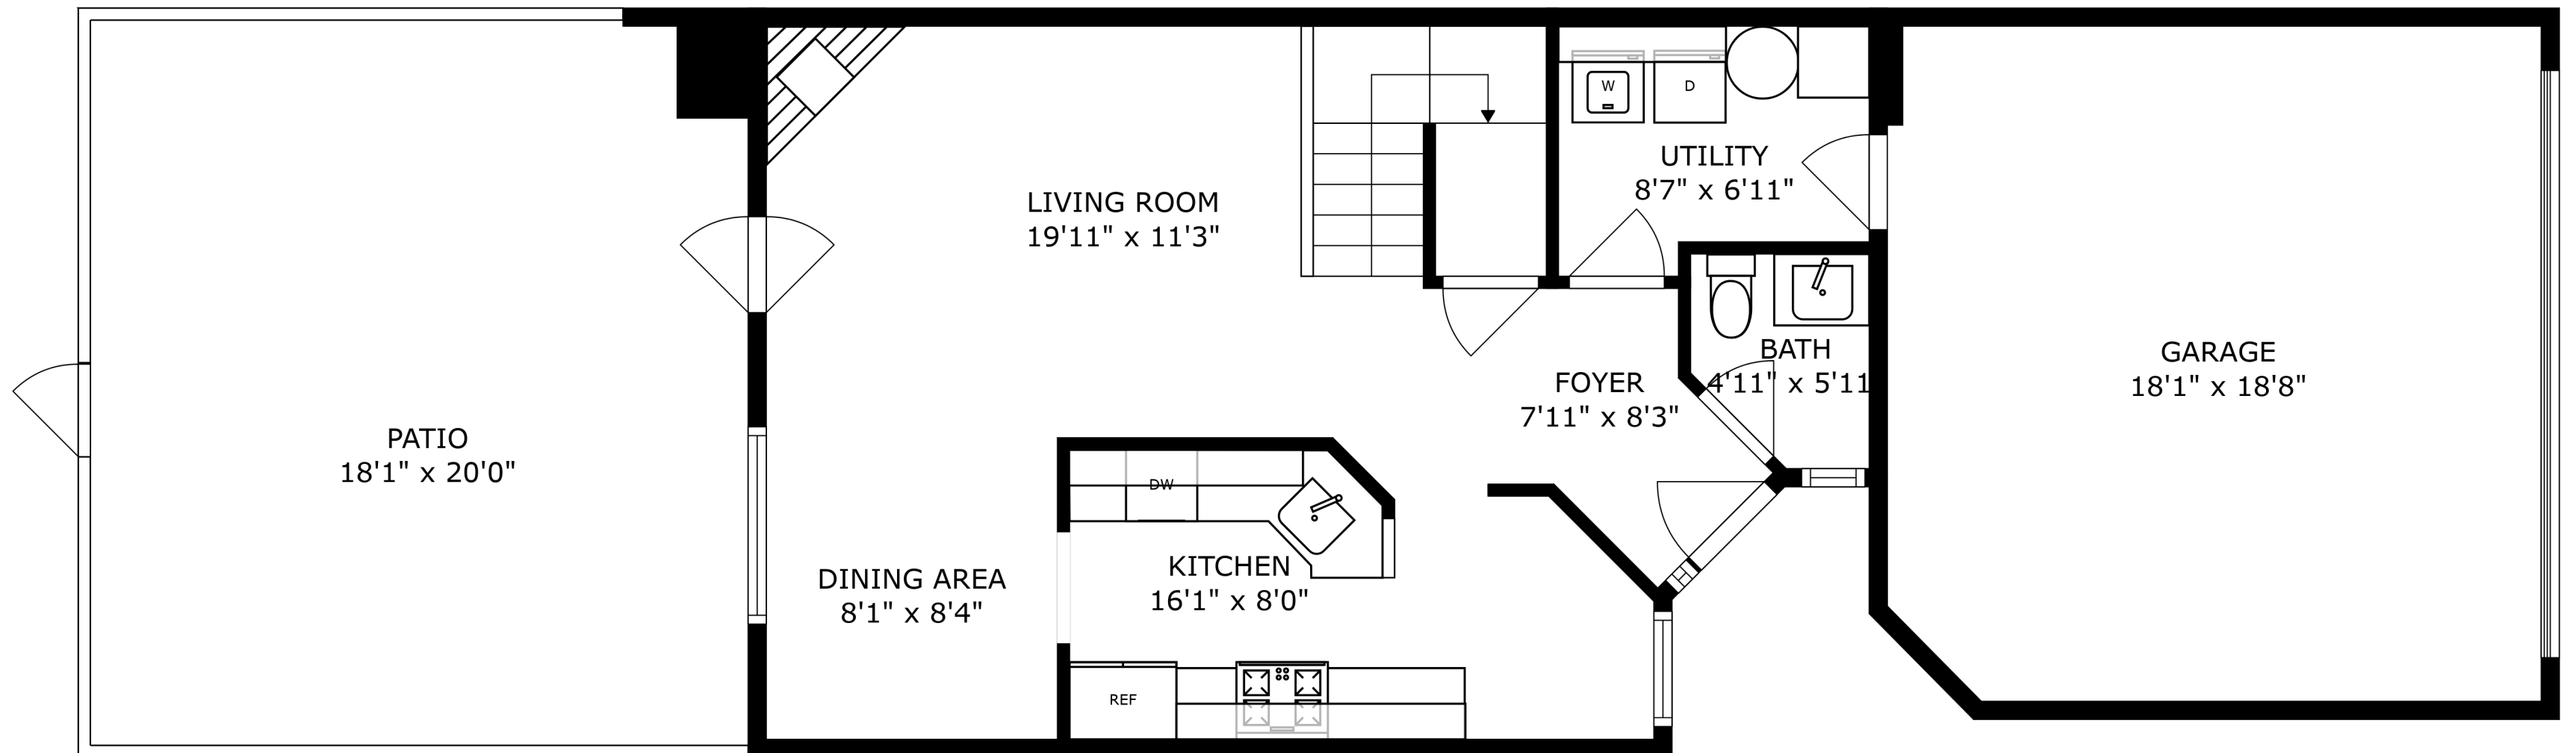 W
D
UTILITY
8'7" x 6'11"
LIVING ROOM
19'11" x 11'3"
BATH
4'11" x 5'11
GARAGE
18'1" x 18'8"
FOYER
7'11" x 8'3"
PATIO
18'1" x 20'0"
DW
KITCHEN
16'1" x 8'0"
DINING AREA
8'1" x 8'4"
REF